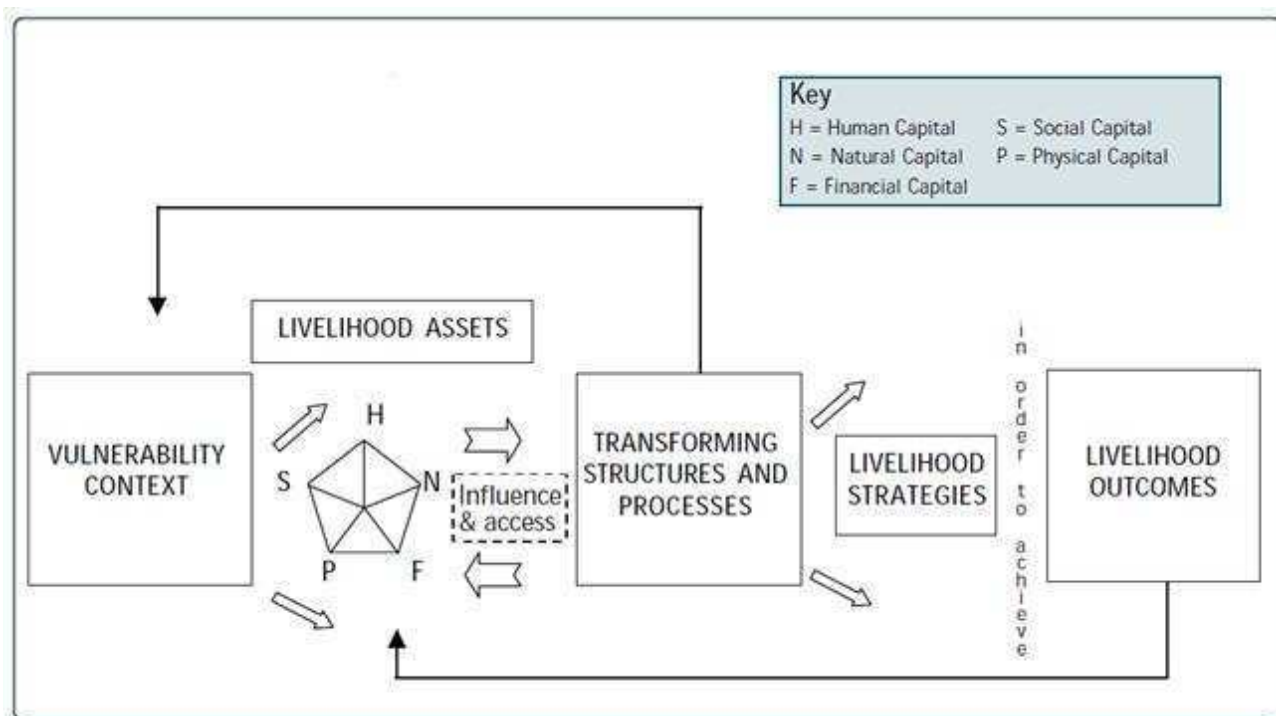 Key
H = Human Capital S = Social Capital
N = Natural Capital P = Physical Capital
F = Financial Capital
LIVELIHOOD ASSETS
VULNERABILITY
CONTEXT
H
S
N
P
F
Influence
& access
TRANSFORMING
STRUCTURES AND
PROCESSES
LIVELIHOOD
STRATEGIES
in order to achieve
LIVELIHOOD
OUTCOMES